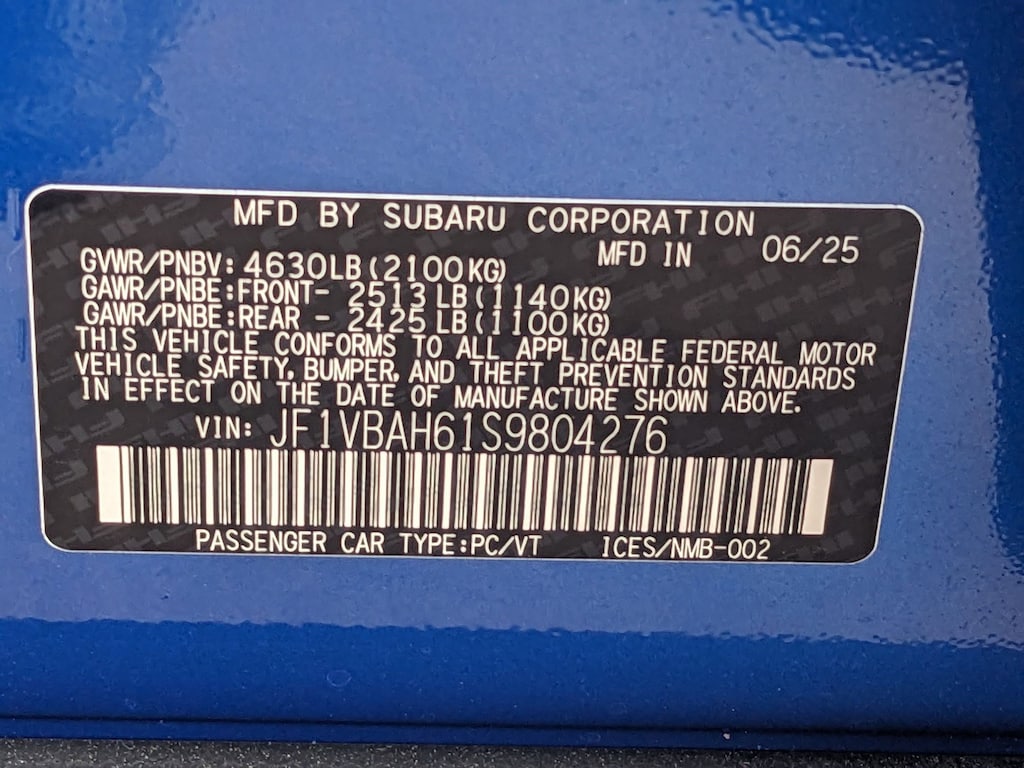 MFD BY SUBARU CORPORATION
MFD IN 06/25
GVWR/PNBV: 4630LB (2100KG)
GAWR/PNBE:FRONT- 2513LB (1140KG)
GAWR/PNBE:REAR - 2425LB (1100KG)
THIS VEHICLE CONFORMS TO ALL APPLICABLE FEDERAL MOTOR
VEHICLE SAFETY, BUMPER, AND THEFT PREVENTION STANDARDS
IN EFFECT ON THE DATE OF MANUFACTURE SHOWN ABOVE.
VIN: JF1VBAH61S9804276
PASSENGER CAR TYPE:PC/VT ICES/NMB-002